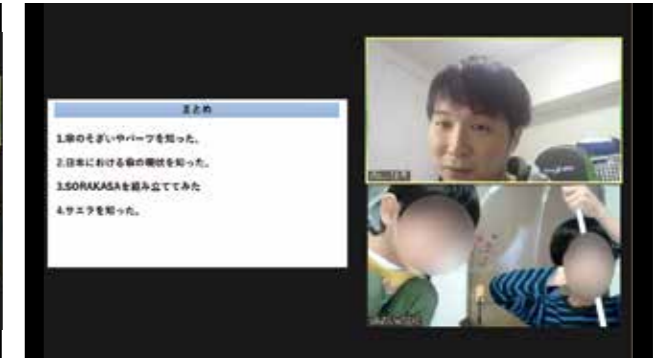 まとめ
1.傘のそざいやパーツを知った。
2.日本における傘の現状を知った。
3.SORAKASAを組み立ててみた
4.サエラを知った。